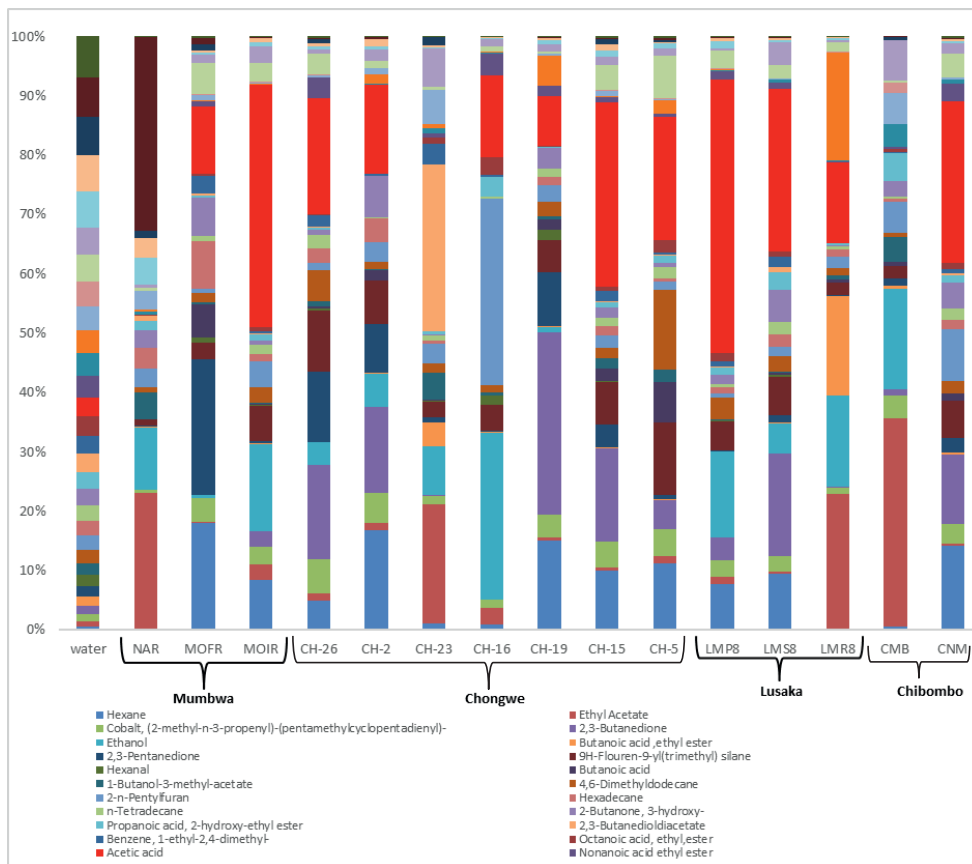 100%
90%
80%
70%
60%
50%
40%
30%
20%
10%
0%
water NAR MOFR MOIR CH-26 CH-2 CH-23 CH-16 CH-19 CH-15 CH-5 LMP8 LMS8 LMR8 CMB CNM
Mumbwa Chongwe Lusaka Chibombo
Hexane Ethyl Acetate
Cobalt, (2-methyl-n-3-propenyl)-(pentamethylcyclopentadienyl)- 2,3-Butanedione
Ethanol Butanoic acid ,ethyl ester
2,3-Pentanedione 9H-Flouren-9-yl(trimethyl) silane
Hexanal Butanoic acid
1-Butanol-3-methyl-acetate 4,6-Dimethyldodecane
2-n-Pentylfuran Hexadecane
n-Tetradecane 2-Butanone, 3-hydroxy-
Propanoic acid, 2-hydroxy-ethyl ester 2,3-Butanedioldiacetate
Benzene, 1-ethyl-2,4-dimethyl- Octanoic acid, ethyl,ester
Acetic acid Nonanoic acid ethyl ester